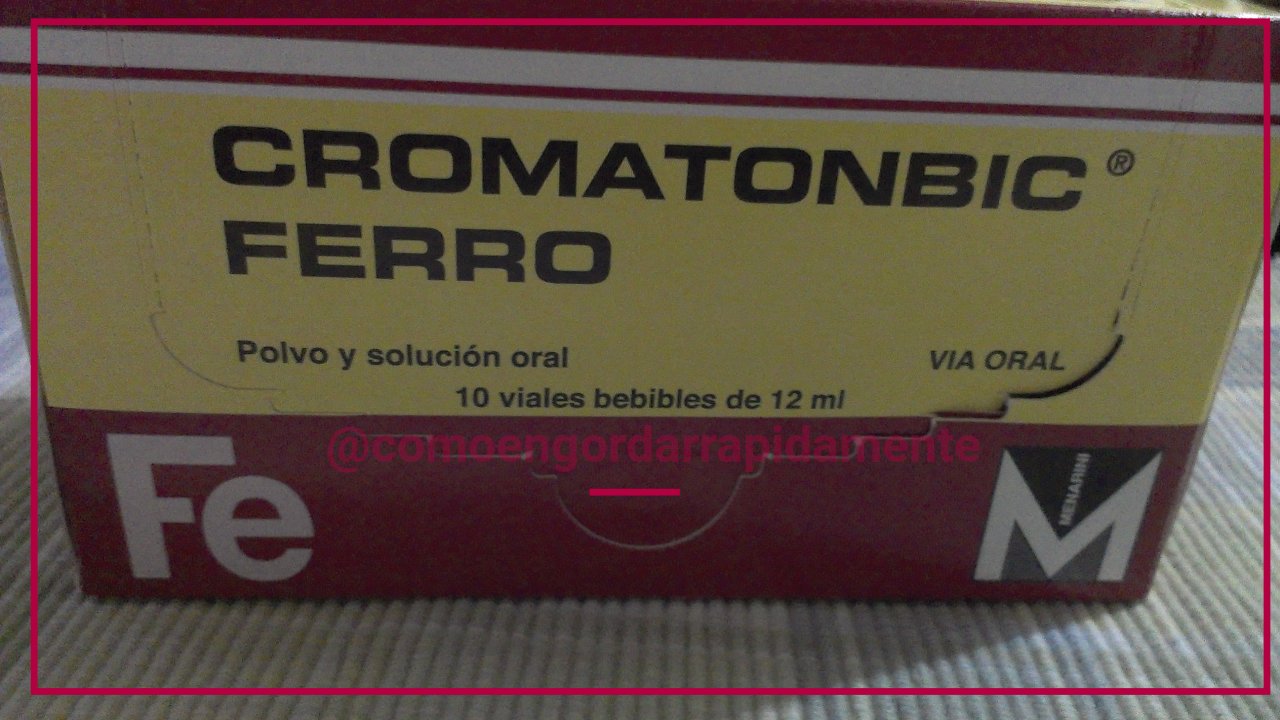 CROMATONBIC®
FERRO
Polvo y solución oral
VIA ORAL
10 viales bebibles de 12 ml
@comoengordarrapidamente
Fe
MENARINI
M